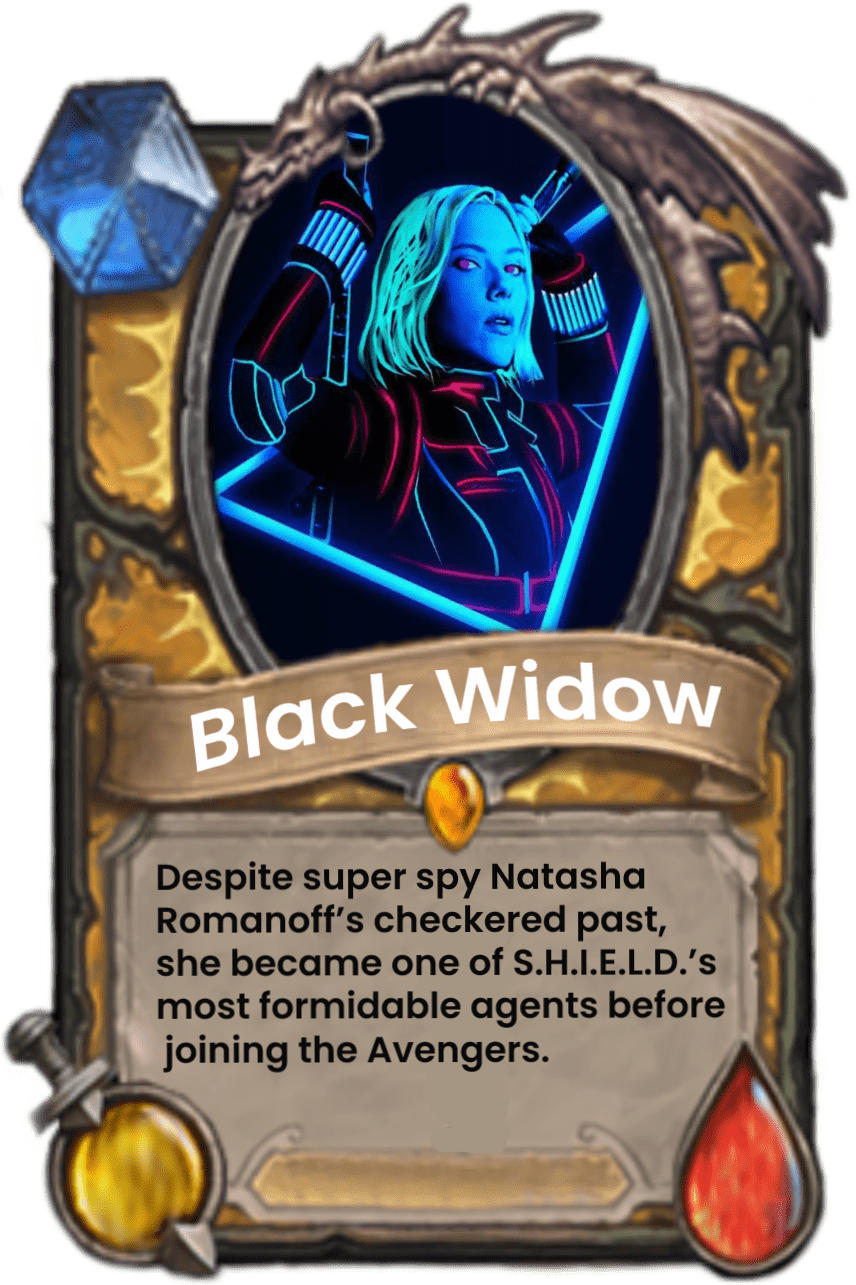 Black Widow
Despite super spy Natasha
Romanoff’s checkered past,
she became one of S.H.I.E.L.D.’s
most formidable agents before
joining the Avengers.